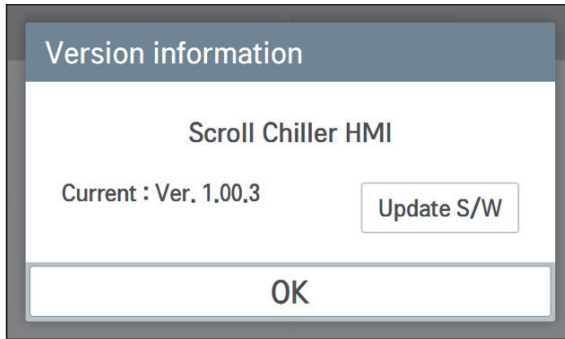 Version information
Scroll Chiller HMI
Current : Ver. 1.00.3
Update S/W
OK